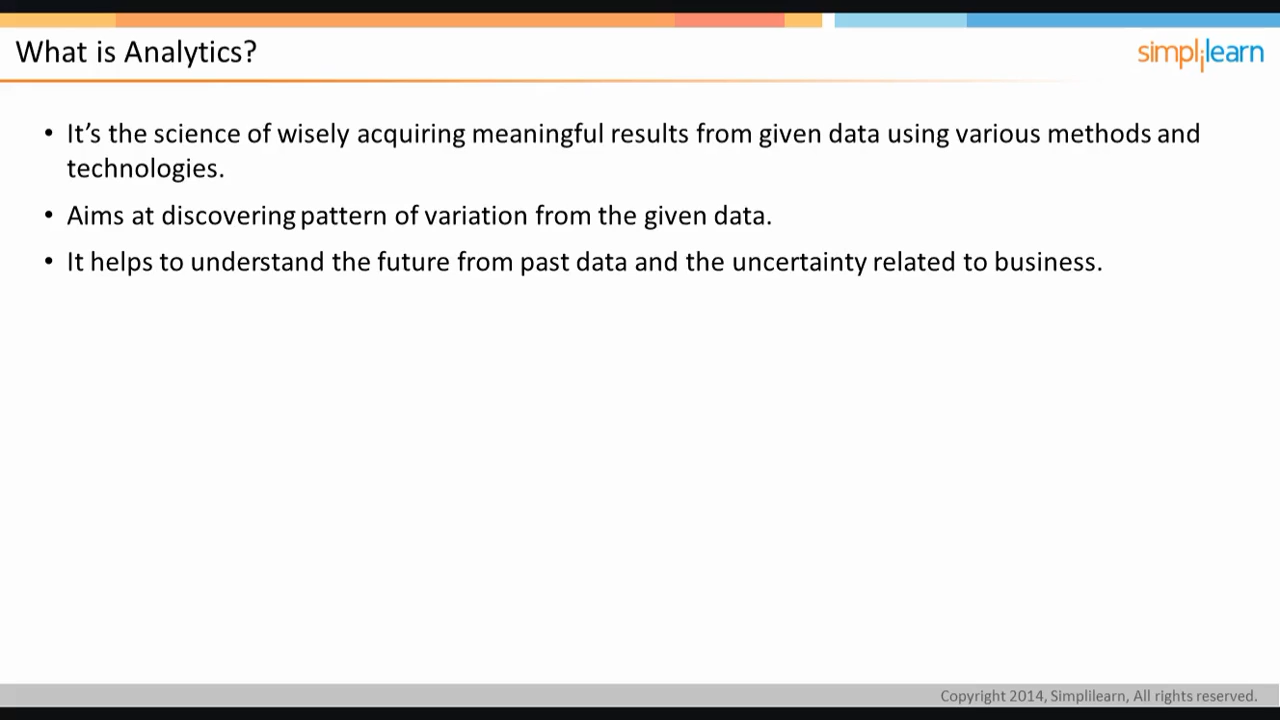 What is Analytics?
simplilearn
• It’s the science of wisely acquiring meaningful results from given data using various methods and
technologies.
• Aims at discovering pattern of variation from the given data.
• It helps to understand the future from past data and the uncertainty related to business.
Copyright 2014, Simplilearn, All rights reserved.